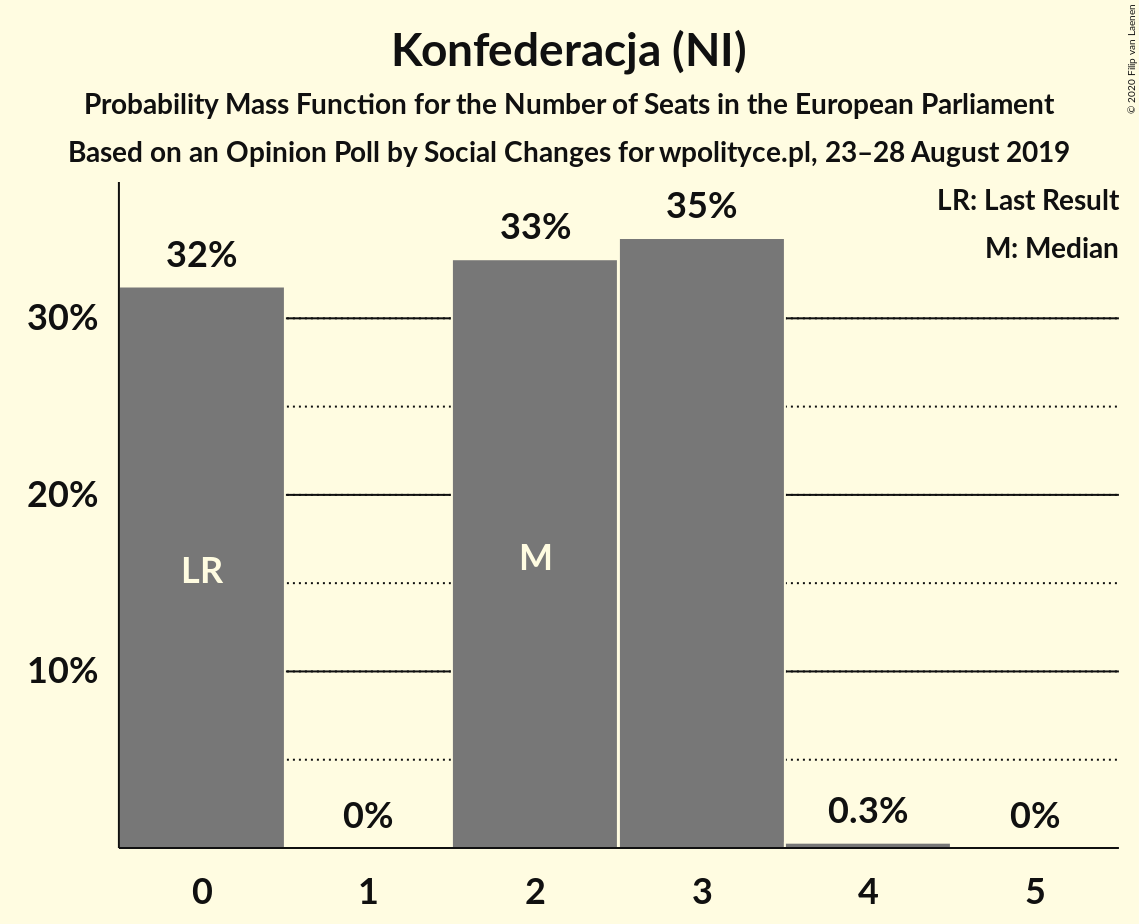 Konfederacja (NI)
Probability Mass Function for the Number of Seats in the European Parliament
Based on an Opinion Poll by Social Changes for wpolityce.pl, 23–28 August 2019
© 2020 Filip van Laenen
LR: Last Result
M: Median
32%
0%
33%
35%
0.3%
0%
30%
20%
10%
LR
M
0 1 2 3 4 5